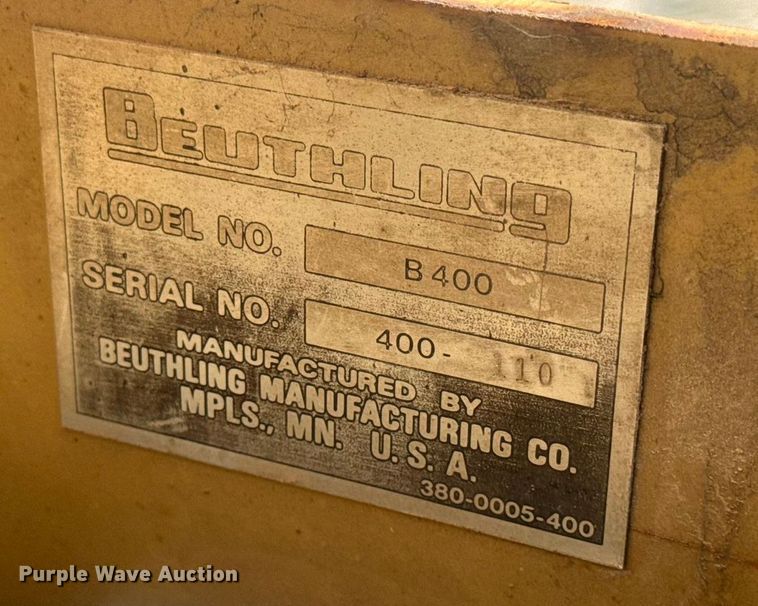 BEUTHLING
MODEL NO. B400
SERIAL NO. 400- 110
MANUFACTURED BY
BEUTHLING MANUFACTURING CO.
MPLS., MN. U.S.A.
380-0005-400
Purple Wave Auction